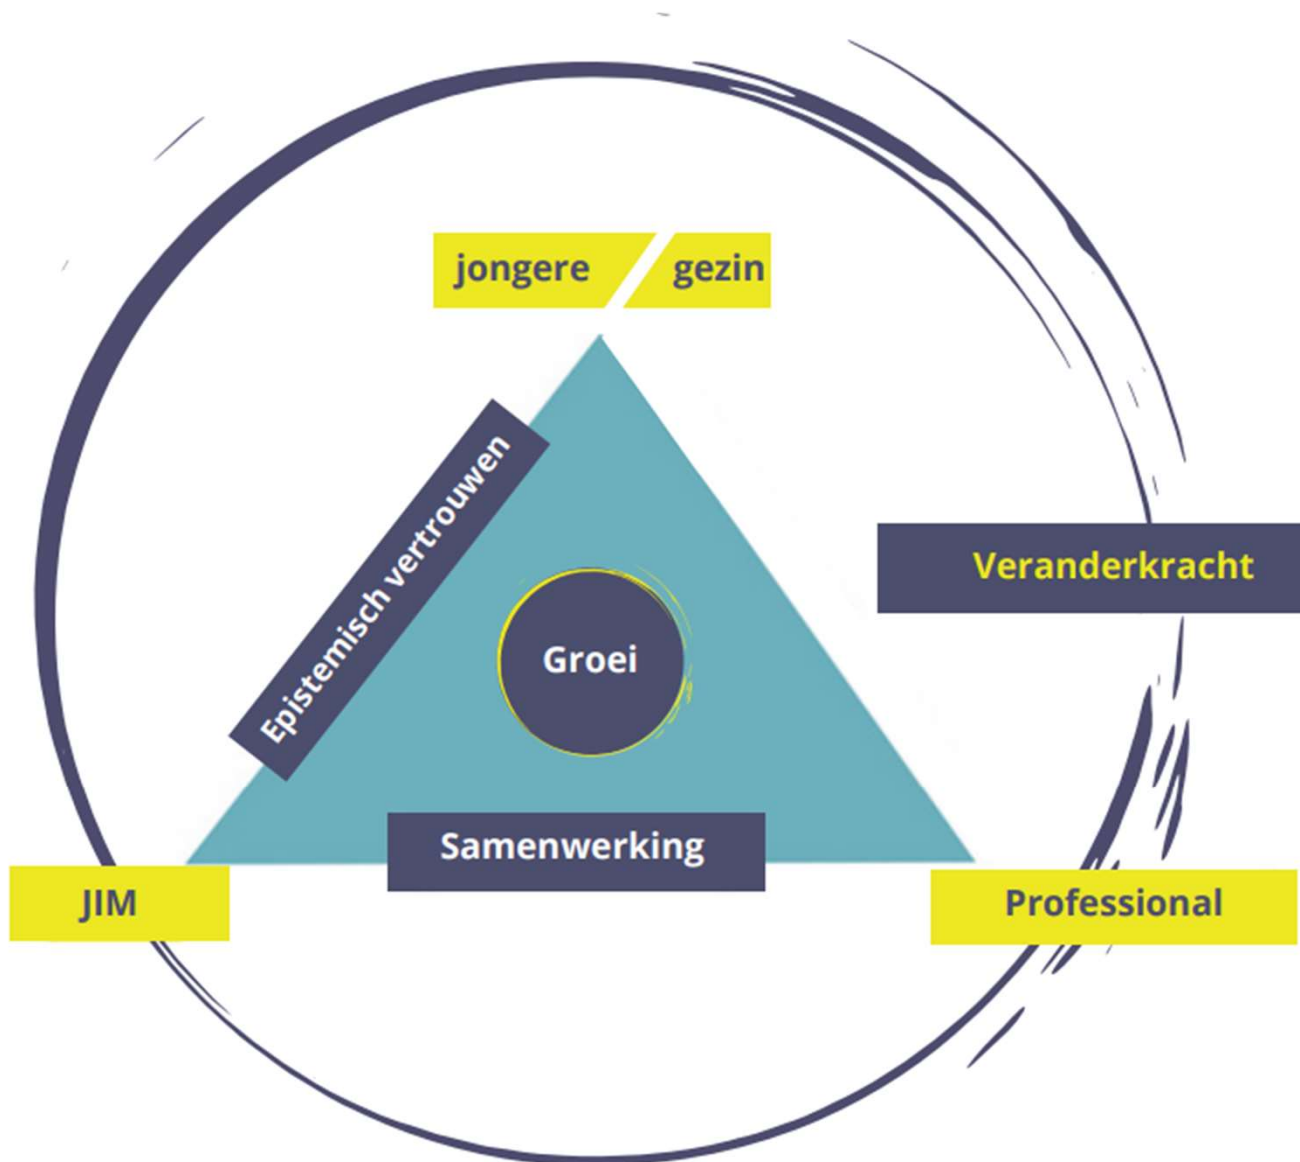 jongere gezin
Epistemisch vertrouwen
Veranderkracht
Groei
Samenwerking
JIM
Professional